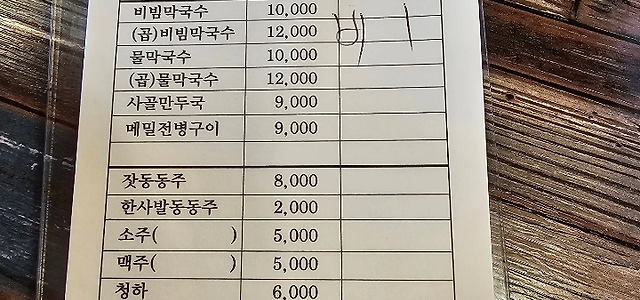 비빔막국수 10,000
(곱)비빔막국수 12,000 비 1
물막국수 10,000
(곱)물막국수 12,000
사골만두국 9,000
메밀전병구이 9,000
잣동동주 8,000
한사발동동주 2,000
소주( ) 5,000
맥주( ) 5,000
청하 6,000